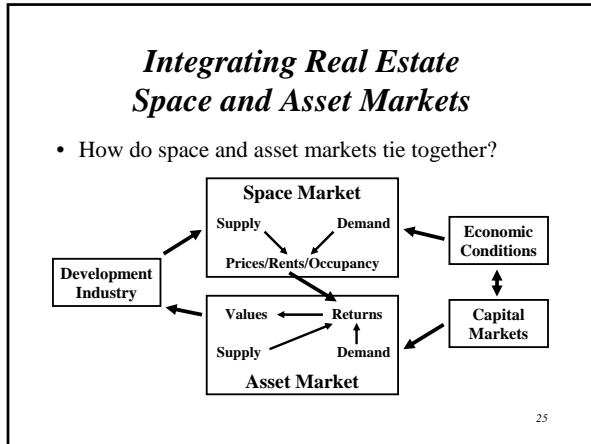 Integrating Real Estate
Space and Asset Markets
• How do space and asset markets tie together?
Space Market
Supply Demand
Prices/Rents/Occupancy
Economic
Conditions
Development
Industry
Values Returns
Supply Demand
Asset Market
Capital
Markets
25